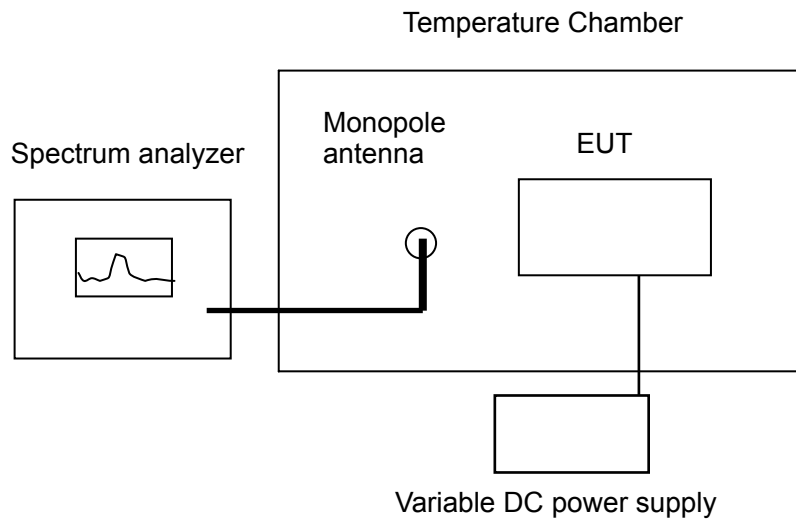 Temperature Chamber
Monopole
antenna
EUT
Spectrum analyzer
Variable DC power supply